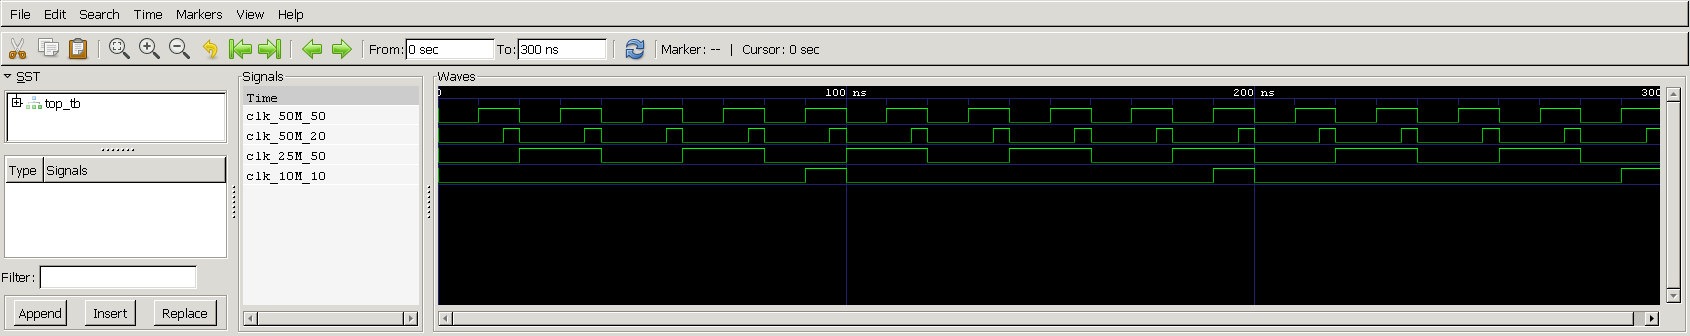 File Edit Search Time Markers View Help
From: 0 sec To: 300 ns Marker: -- | Cursor: 0 sec
SST
top_tb
Type Signals
Filter:
Append Insert Replace
Signals
Time
clk_50M_50
clk_50M_20
clk_25M_50
clk_10M_10
Waves
0 100 ns 200 ns 300